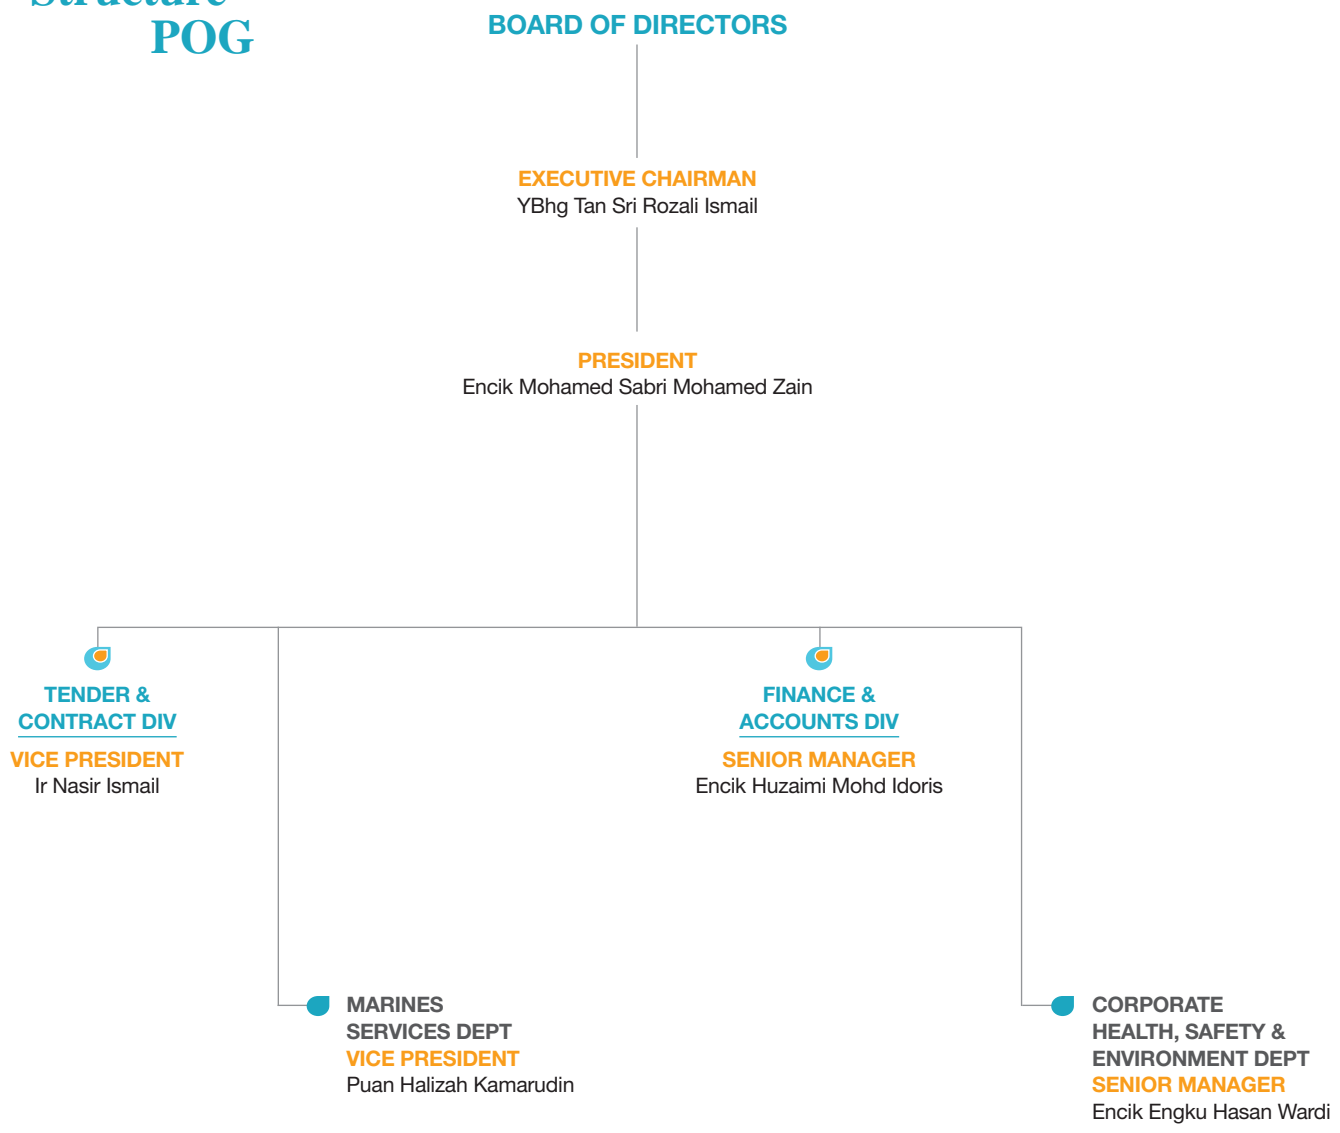 Structure
POG
BOARD OF DIRECTORS
EXECUTIVE CHAIRMAN
YBhg Tan Sri Rozali Ismail
PRESIDENT
Encik Mohamed Sabri Mohamed Zain
TENDER &
CONTRACT DIV
VICE PRESIDENT
Ir Nasir Ismail
FINANCE &
ACCOUNTS DIV
SENIOR MANAGER
Encik Huzaimi Mohd Idoris
MARINES
SERVICES DEPT
VICE PRESIDENT
Puan Halizah Kamarudin
CORPORATE
HEALTH, SAFETY &
ENVIRONMENT DEPT
SENIOR MANAGER
Encik Engku Hasan Wardi